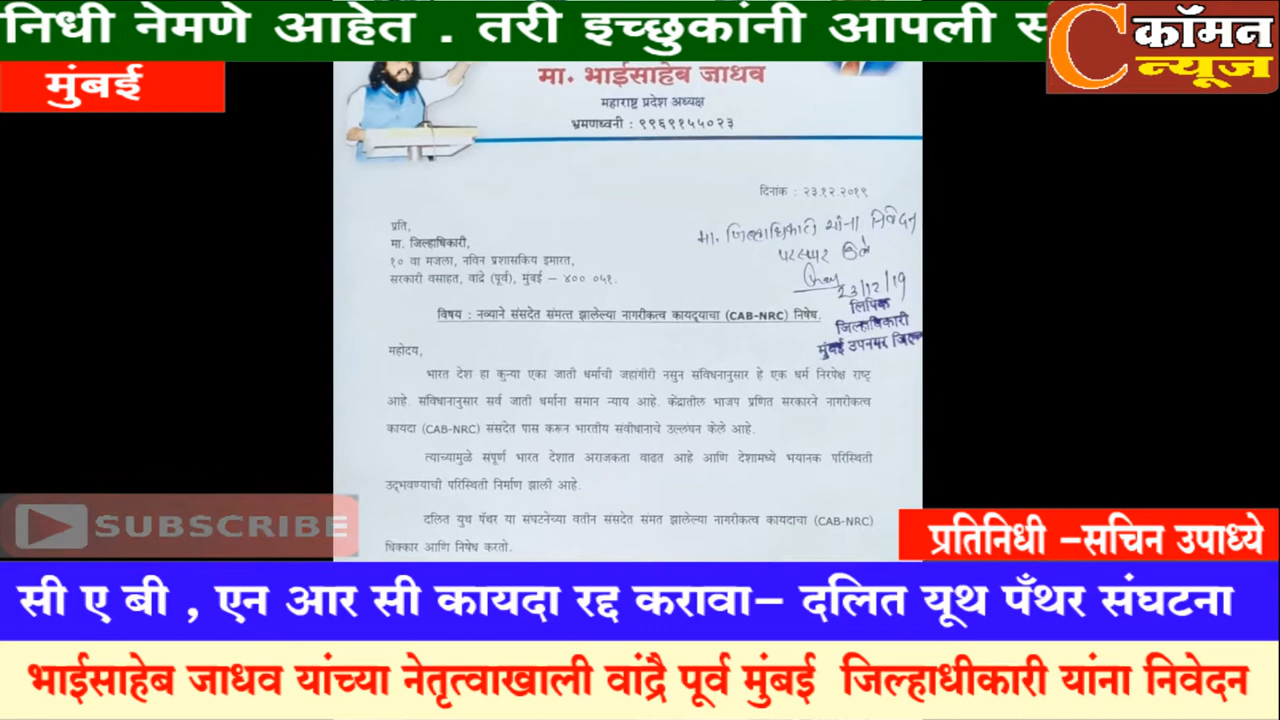 निधी नेमणे आहेत . तरी इच्छुकांनी आपली स
कॉमन
न्यूज
मुंबई
मा. भाईसाहेब जाधव
महाराष्ट्र प्रदेश अध्यक्ष
भ्रमणध्वनी : ९९६९१५५०२३
दिनांक : २३.१२.२०१९
मा. जिल्हाधिकारी यांना निवेदन
23/12/19
लिपिक
जिल्हाधिकारी
मुंबई उपनगर
प्रति,
मा. जिल्हाधिकारी,
१० वा मजला, नविन प्रशासकिय इमारत,
सरकारी वसाहत, वांद्रे (पूर्व), मुंबई – ४०० ०५१.
विषय : नव्याने संसदेत संमत्त झालेल्या नागरीकत्व कायद्याचा (CAB-NRC) निषेध.
महोदय,
भारत देश हा कुन्या एका जाती धर्माची जहांगीरी नसुन संविधनानुसार हे एक धर्म निरपेक्ष राष्ट्र
आहे. संविधानानुसार सर्व जाती धर्मांना समान न्याय आहे. केंद्रातील भाजप प्रणित सरकारने नागरीकत्व
कायदा (CAB-NRC) संसदेत पास करून भारतीय संवीधानाचे उल्लंघन केले आहे.
त्याच्यामुळे संपूर्ण भारत देशात अराजकता वाढत आहे आणि देशामध्ये भयानक परिस्थिती
उद्भवण्याची परिस्थिती निर्माण झाली आहे.
दलित युथ पँथर या संघटनेच्या वतीन संसदेत संमत झालेल्या नागरीकत्व कायदाचा (CAB-NRC)
धिक्कार आणि निषेध करतो.
SUBSCRIBE
प्रतिनिधी –सचिन उपाध्ये
सी ए बी , एन आर सी कायदा रद्द करावा– दलित यूथ पँथर संघटना
भाईसाहेब जाधव यांच्या नेतृत्वाखाली वांद्रै पूर्व मुंबई जिल्हाधीकारी यांना निवेदन